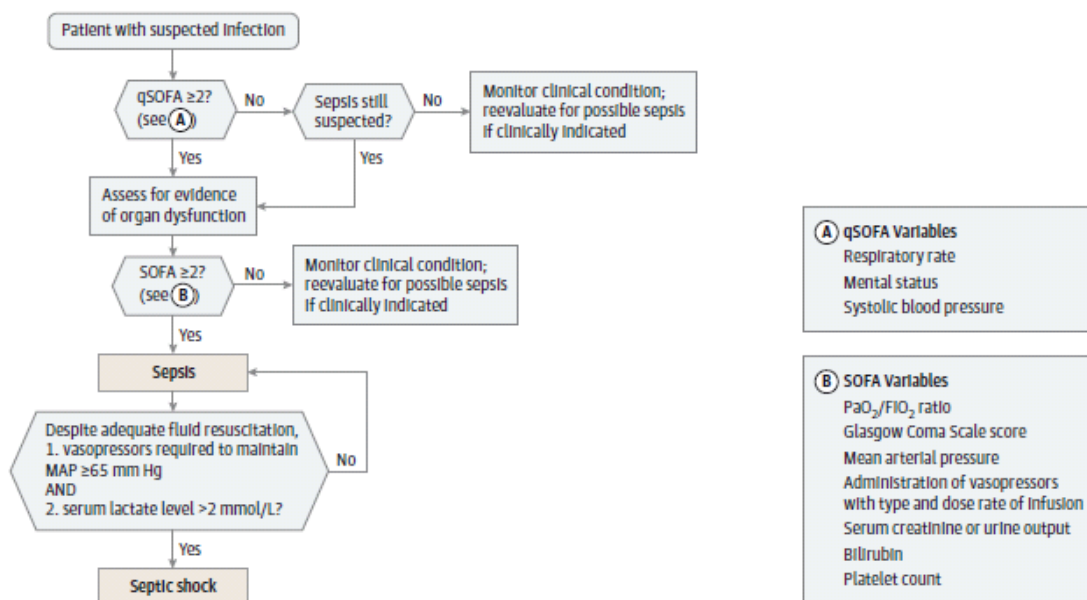 Patient with suspected infection
qSOFA ≥2?
(see A)
No
Sepsis still
suspected?
No
Monitor clinical condition;
reevaluate for possible sepsis
if clinically indicated
Yes
Yes
Assess for evidence
of organ dysfunction
SOFA ≥2?
(see B)
No
Monitor clinical condition;
reevaluate for possible sepsis
if clinically indicated
Yes
Sepsis
Despite adequate fluid resuscitation,
1. vasopressors required to maintain
MAP ≥65 mm Hg
AND
2. serum lactate level >2 mmol/L?
No
Yes
Septic shock
A qSOFA Variables
Respiratory rate
Mental status
Systolic blood pressure
B SOFA Variables
PaO₂/FIO₂ ratio
Glasgow Coma Scale score
Mean arterial pressure
Administration of vasopressors
with type and dose rate of infusion
Serum creatinine or urine output
Bilirubin
Platelet count